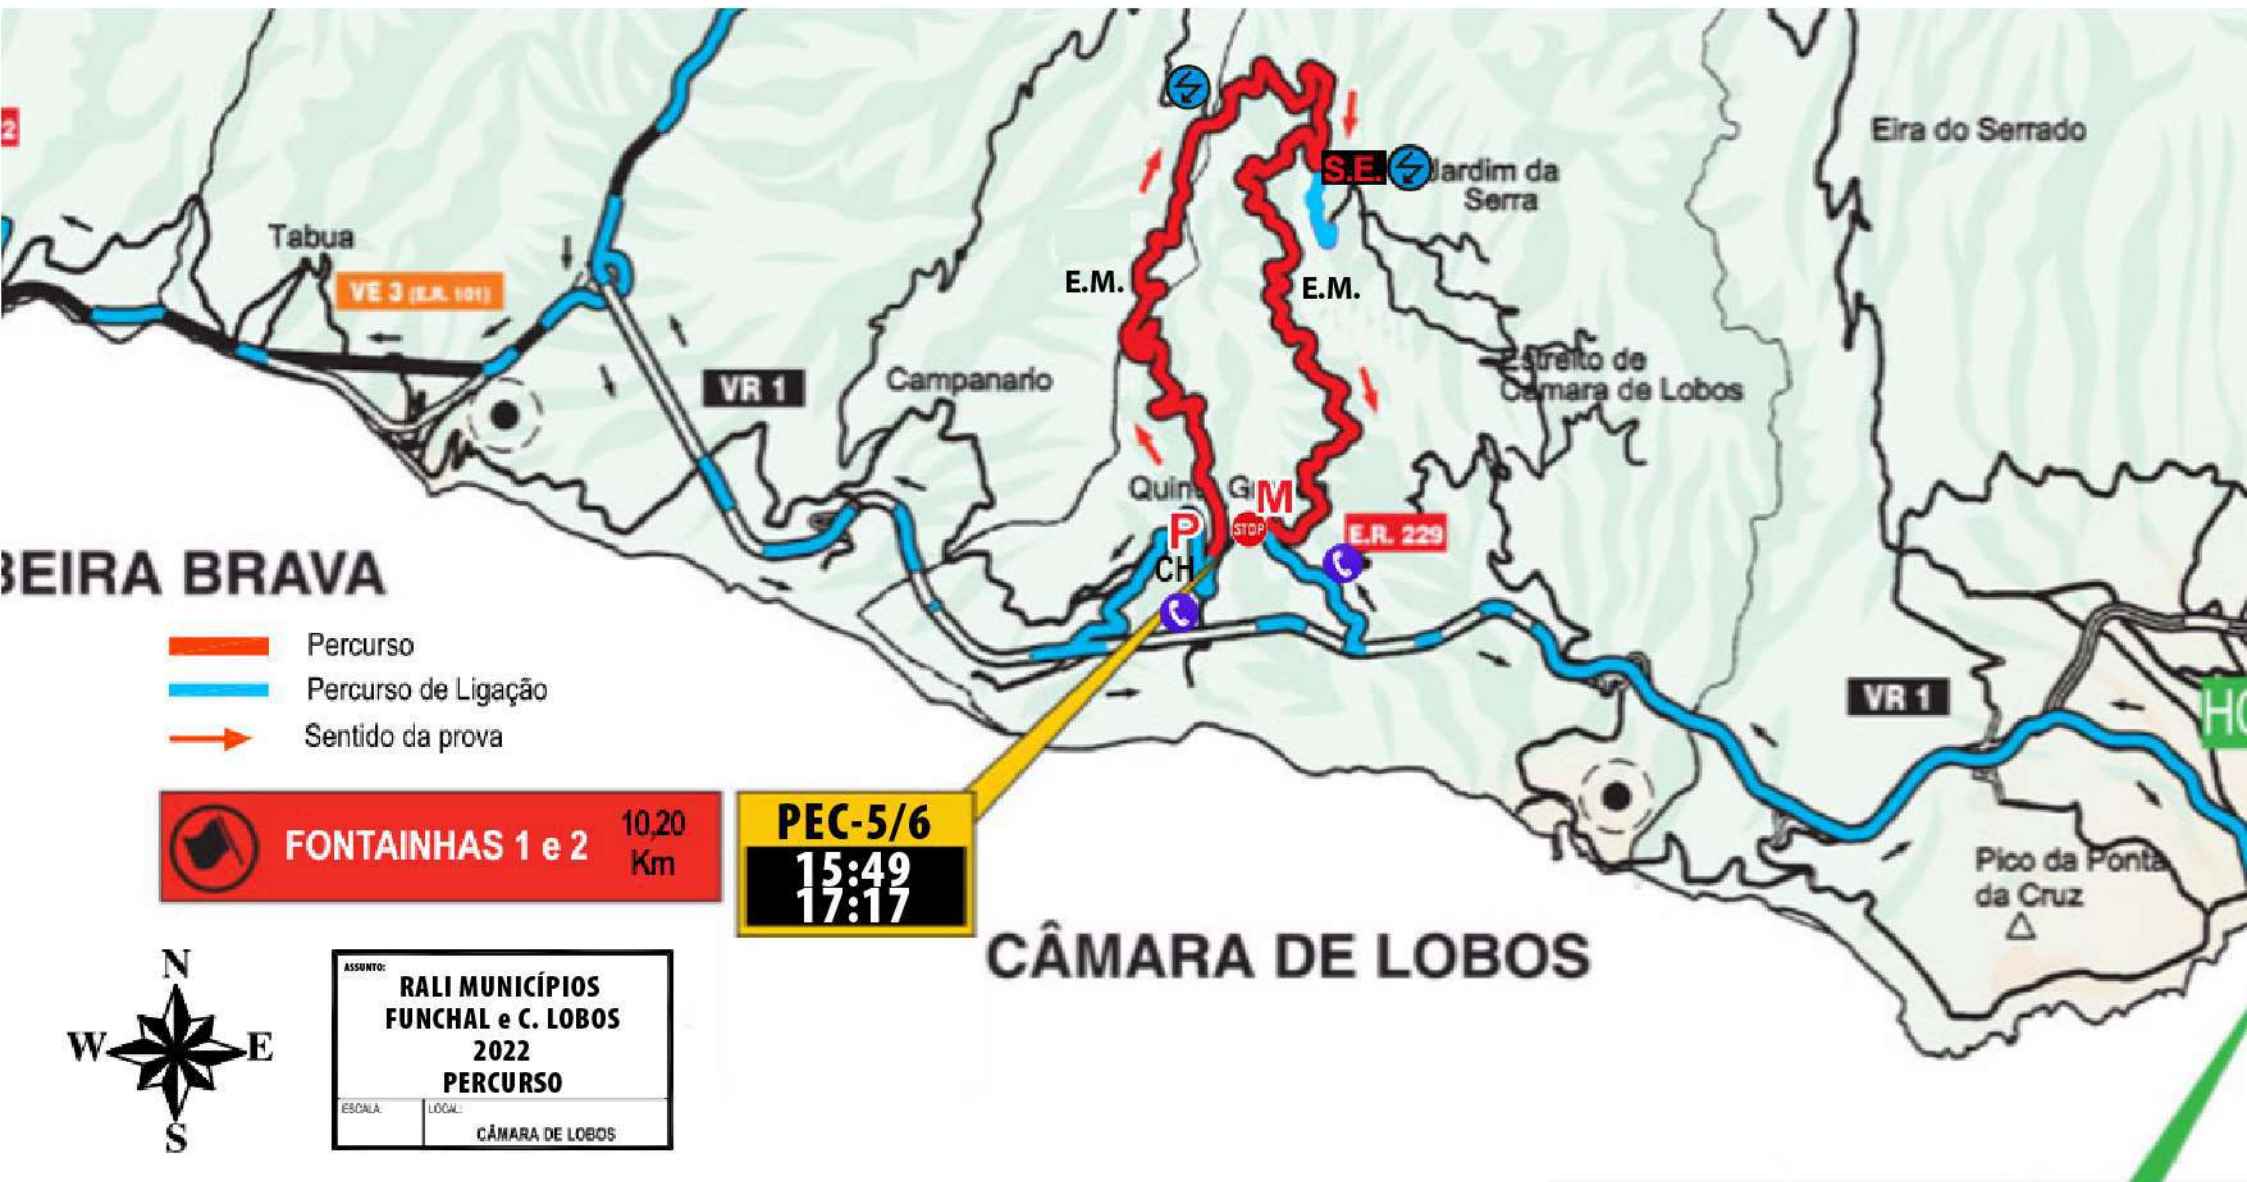 2
Eira do Serrado
S.E.
Jardim da
Serra
Tabua
VE 3 (E.R. 101)
E.M.
E.M.
VR 1
Campanario
Estreito de
Camara de Lobos
M
P
STOP
E.R. 229
CH
BEIRA BRAVA
Percurso
Percurso de Ligação
Sentido da prova
VR 1
HO
FONTAINHAS 1 e 2
10,20
Km
PEC-5/6
15:49
17:17
Pico da Ponta
da Cruz
CÂMARA DE LOBOS
N
W
E
S
ASSUNTO:
RALI MUNICÍPIOS
FUNCHAL e C. LOBOS
2022
PERCURSO
ESCALA:
LOCAL:
CÂMARA DE LOBOS